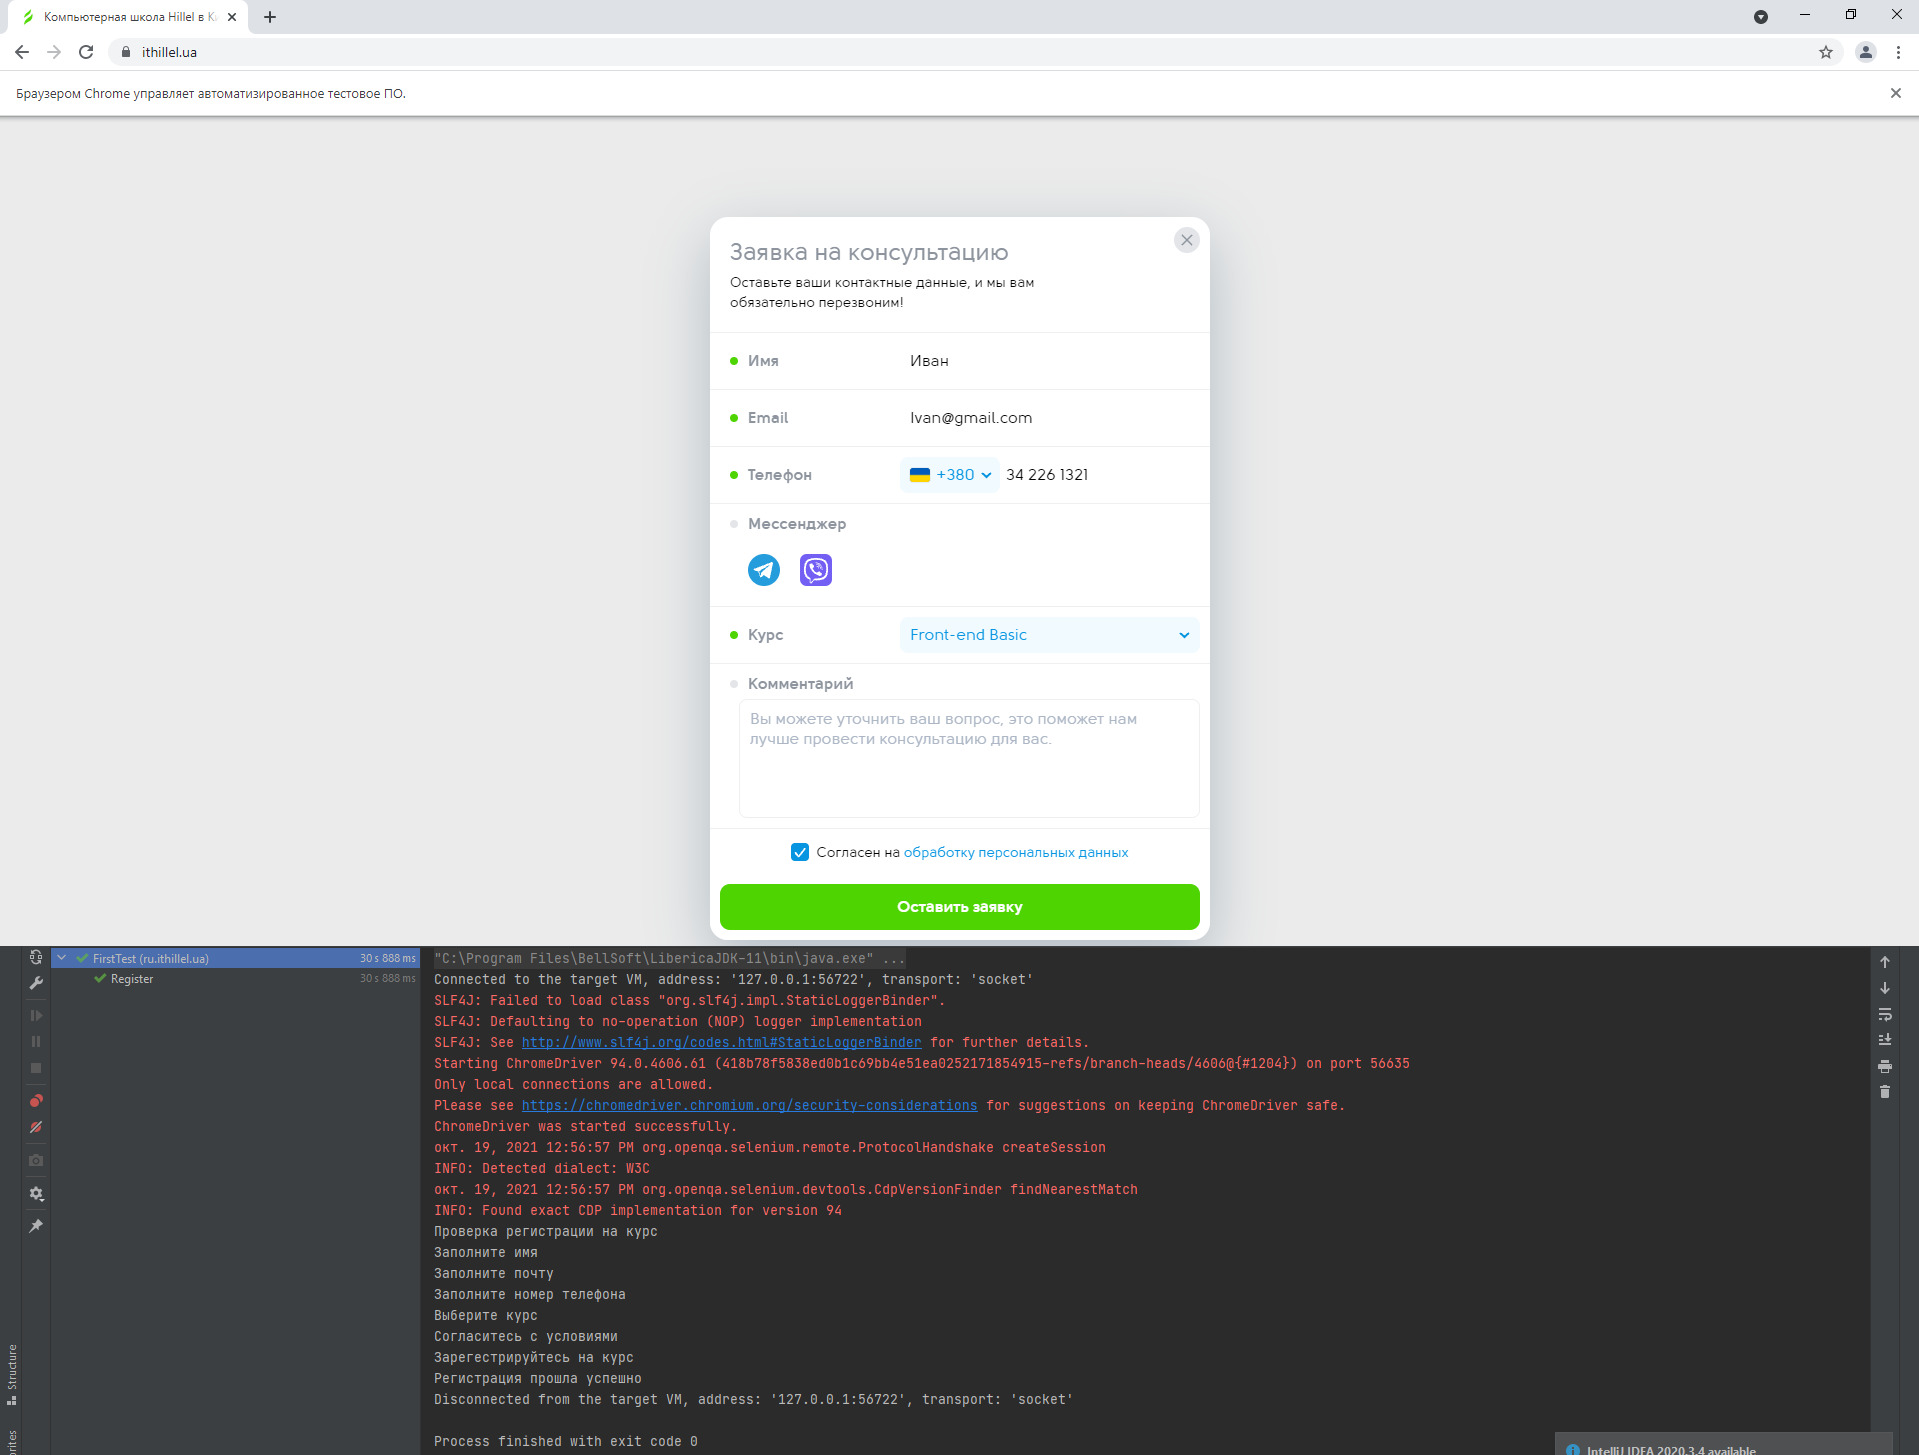 Компьютерная школа Hillel в Ки
ithillel.ua
Браузером Chrome управляет автоматизированное тестовое ПО.
Заявка на консультацию
Оставьте ваши контактные данные, и мы вам
обязательно перезвоним!
Имя Иван
Email Ivan@gmail.com
Телефон +380 34 226 1321
Мессенджер
Курс Front-end Basic
Комментарий
Вы можете уточнить ваш вопрос, это поможет нам
лучше провести консультацию для вас.
Согласен на обработку персональных данных
Оставить заявку
FirstTest (ru.ithillel.ua) 30 s 888 ms
Register 30 s 888 ms
"C:\Program Files\BellSoft\LibericaJDK-11\bin\java.exe" ...
Connected to the target VM, address: '127.0.0.1:56722', transport: 'socket'
SLF4J: Failed to load class "org.slf4j.impl.StaticLoggerBinder".
SLF4J: Defaulting to no-operation (NOP) logger implementation
SLF4J: See http://www.slf4j.org/codes.html#StaticLoggerBinder for further details.
Starting ChromeDriver 94.0.4606.61 (418b78f5838ed0b1c69bb4e51ea0252171854915-refs/branch-heads/4606@{#1204}) on port 56635
Only local connections are allowed.
Please see https://chromedriver.chromium.org/security-considerations for suggestions on keeping ChromeDriver safe.
ChromeDriver was started successfully.
окт. 19, 2021 12:56:57 PM org.openqa.selenium.remote.ProtocolHandshake createSession
INFO: Detected dialect: W3C
окт. 19, 2021 12:56:57 PM org.openqa.selenium.devtools.CdpVersionFinder findNearestMatch
INFO: Found exact CDP implementation for version 94
Проверка регистрации на курс
Заполните имя
Заполните почту
Заполните номер телефона
Выберите курс
Согласитесь с условиями
Зарегестрируйтесь на курс
Регистрация прошла успешно
Disconnected from the target VM, address: '127.0.0.1:56722', transport: 'socket'
Process finished with exit code 0
Structure
IntelliJ IDEA 2020.3.4 available